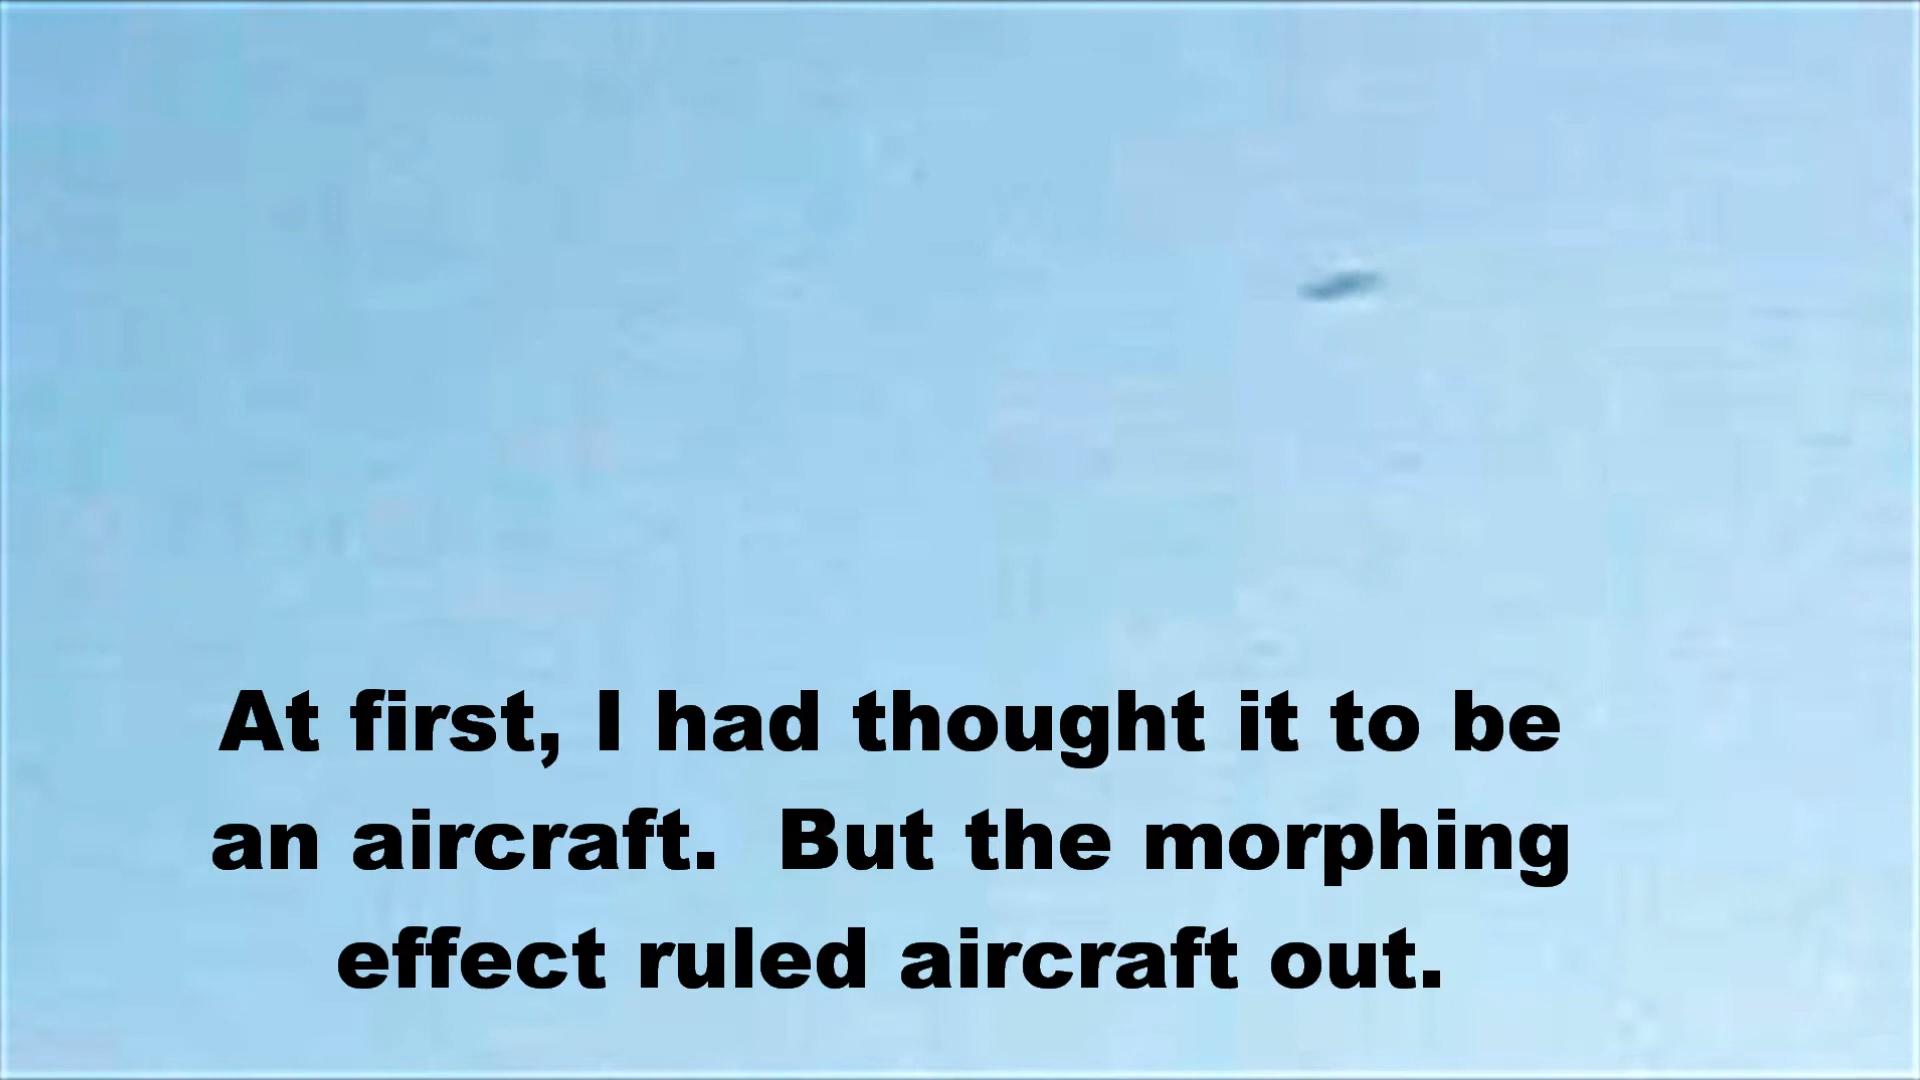 At first, I had thought it to be
an aircraft.  But the morphing
effect ruled aircraft out.